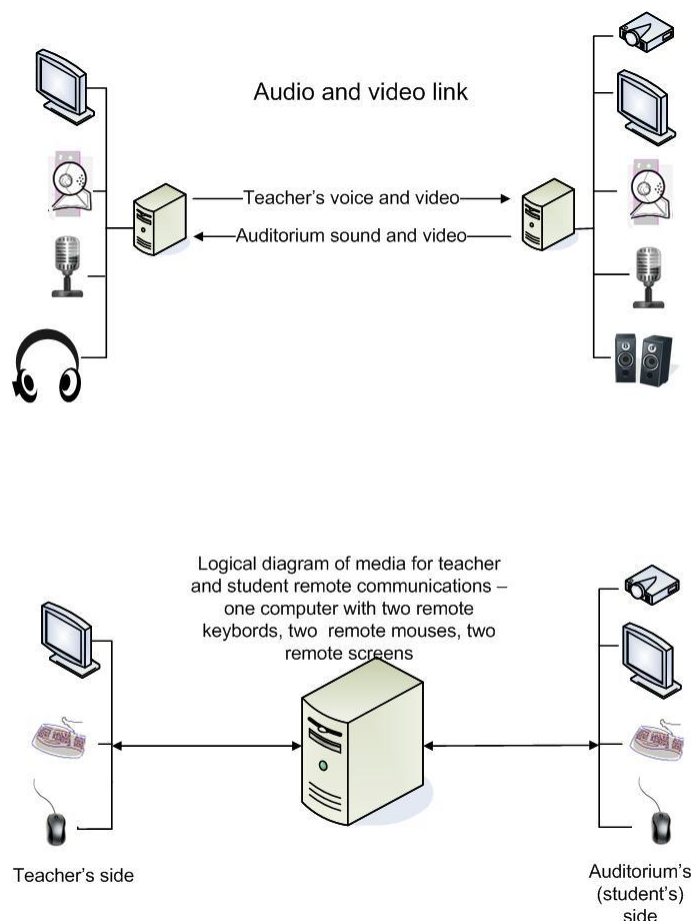 Audio and video link
Teacher's voice and video
Auditorium sound and video
Logical diagram of media for teacher
and student remote communications –
one computer with two remote
keybords, two remote mouses, two
remote screens
Teacher's side
Auditorium's
(student's)
side